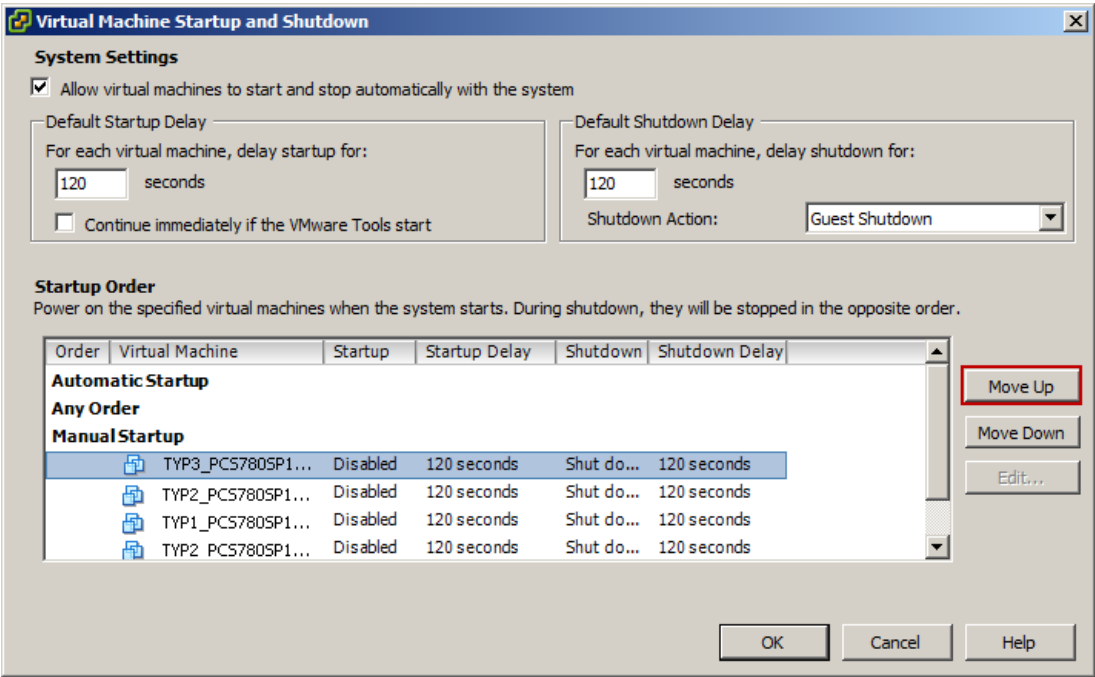 Virtual Machine Startup and Shutdown
System Settings
Allow virtual machines to start and stop automatically with the system
Default Startup Delay
For each virtual machine, delay startup for:
120 seconds
Continue immediately if the VMware Tools start
Default Shutdown Delay
For each virtual machine, delay shutdown for:
120 seconds
Shutdown Action: Guest Shutdown
Startup Order
Power on the specified virtual machines when the system starts. During shutdown, they will be stopped in the opposite order.
Order Virtual Machine Startup Startup Delay Shutdown Shutdown Delay
Automatic Startup
Any Order
Manual Startup
TYP3_PCS780SP1... Disabled 120 seconds Shut do... 120 seconds
TYP2_PCS780SP1... Disabled 120 seconds Shut do... 120 seconds
TYP1_PCS780SP1... Disabled 120 seconds Shut do... 120 seconds
TYP2_PCS780SP1... Disabled 120 seconds Shut do... 120 seconds
Move Up
Move Down
Edit...
OK Cancel Help